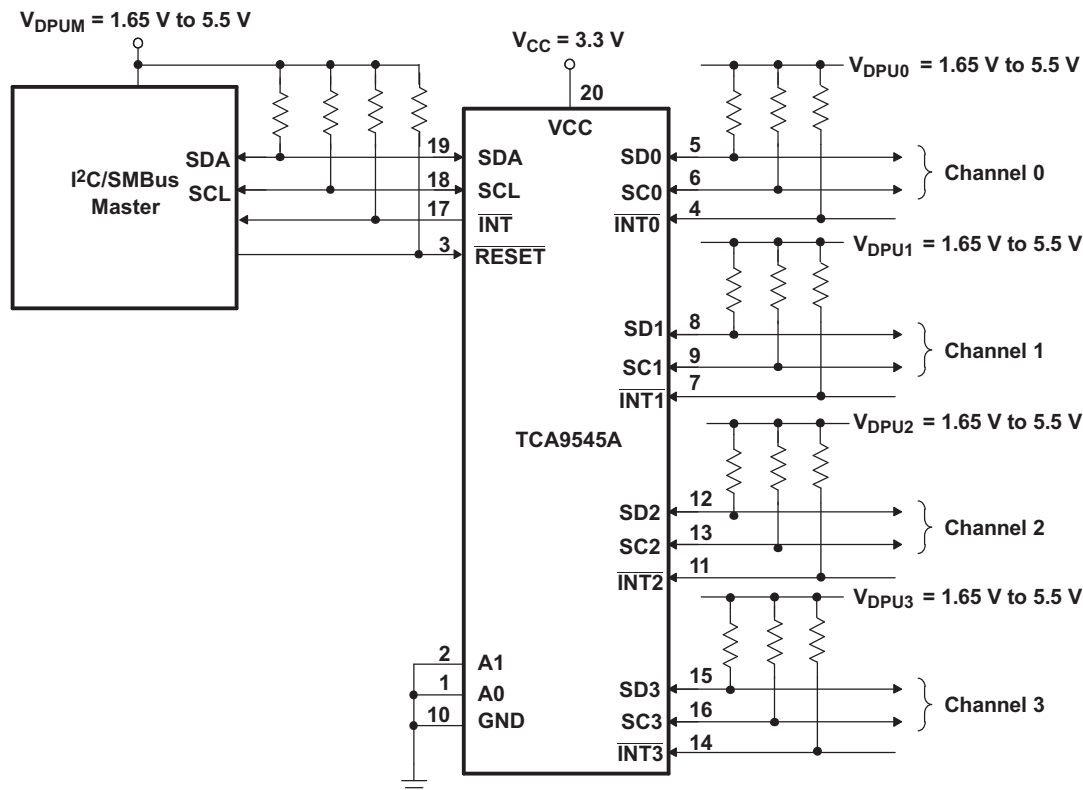 V_DPUM = 1.65 V to 5.5 V
V_CC = 3.3 V
20
VCC
I²C/SMBus
Master
SDA
SCL
19
18
17
3
SDA
SCL
INT
RESET
TCA9545A
2
1
10
A1
A0
GND
V_DPU0 = 1.65 V to 5.5 V
SD0
SC0
INT0
5
6
4
Channel 0
V_DPU1 = 1.65 V to 5.5 V
SD1
SC1
INT1
8
9
7
Channel 1
V_DPU2 = 1.65 V to 5.5 V
SD2
SC2
INT2
12
13
11
Channel 2
V_DPU3 = 1.65 V to 5.5 V
SD3
SC3
INT3
15
16
14
Channel 3